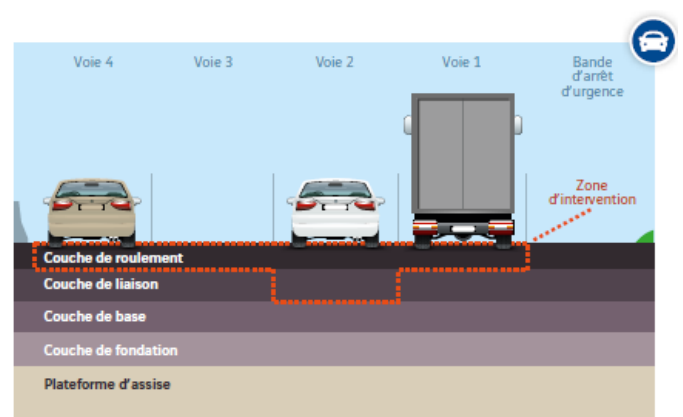 Voie 4
Voie 3
Voie 2
Voie 1
Bande
d'arrêt
d'urgence
Zone
d'intervention
Couche de roulement
Couche de liaison
Couche de base
Couche de fondation
Plateforme d'assise